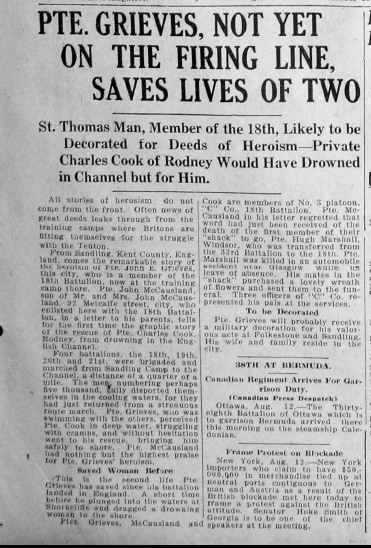 PTE. GRIEVES, NOT YET
ON THE FIRING LINE,
SAVES LIVES OF TWO
St. Thomas Man, Member of the 18th, Likely to be
Decorated for Deeds of Heroism—Private
Charles Cook of Rodney Would Have Drowned
in Channel but for Him.
All stories of heroism do not
come from the front. Often news of
great deeds leaks through from the
training camps where Britons are
fitting themselves for the struggle
with the Teuton.
From Sandling, Kent County, Eng-
land, comes the remarkable story of
the heroism of Pte. John E. Grieves,
this city, who is a member of the
18th Battalion, now at the training
camp there. Pte. John McCausland,
son of Mr. and Mrs. John McCaus-
land, 92 Metcalfe street, city, who
enlisted here with the 18th Battal-
ion, in a letter to his parents, tells
for the first time the graphic story
of the rescue of Pte. Charles Cook,
Rodney, from drowning in the Eng-
lish Channel.
Four battalions, the 18th, 19th,
20th and 21st, were brigaded and
marched from Sandling Camp to the
Channel, a distance of a quarter of a
mile. The men, numbering perhaps
five thousand, fully disported them-
selves in the cooling waters, for they
had just returned from a strenuous
route march. Pte. Grieves, who was
swimming with the others, perceived
Pte. Cook in deep water, struggling
with cramps, and without hesitation
went to his rescue, bringing him
safely to shore. Pte. McCausland
had nothing but the highest praise
for Pte. Grieves' heroism.
Saved Woman Before
This is the second life Pte.
Grieves has saved since his battalion
landed in England. A short time
before he plunged into the waters at
Shorncliffe and dragged a drowning
woman to the shore.
Ptes. Grieves, McCausland and
Cook are members of No. 3 platoon,
"C" Co., 18th Battalion. Pte. Mc-
Causland in his letter regretted that
word had just been received of the
death of the first member of their
"shack" to go, Pte. Hugh Marshall,
Windsor, who was transferred from
the 33rd Battalion to the 18th. Pte.
Marshall was killed in an automobile
accident near Glasgow while on
leave of absence. His mates in the
"shack" purchased a lovely wreath
of flowers and sent them to the fun-
eral. Three officers of "C" Co. re-
presented his pals at the services.
To be Decorated
Pte. Grieves will probably receive
a military decoration for his valor-
ous acts at Folkestone and Sandling.
His wife and family reside in the
city.
38TH AT BERMUDA.
Canadian Regiment Arrives For Gar-
rison Duty.
(Canadian Press Despatch)
Ottawa, Aug. 12.—The Thirty-
eighth Battalion of Ottawa which is
to garrison Bermuda arrived there
this morning on the steamship Cale-
donian.
Frame Protest on Blockade
New York, Aug. 12.—New York
importers who claim to have $50,-
000,000 in merchandise tied up at
neutral ports contiguous to Ger-
man and Austria as a result of the
British blockade met here today to
frame a protest against the British
attitude. Senator Hoke Smith of
Georgia is to be one of the chief
speakers at the meeting.